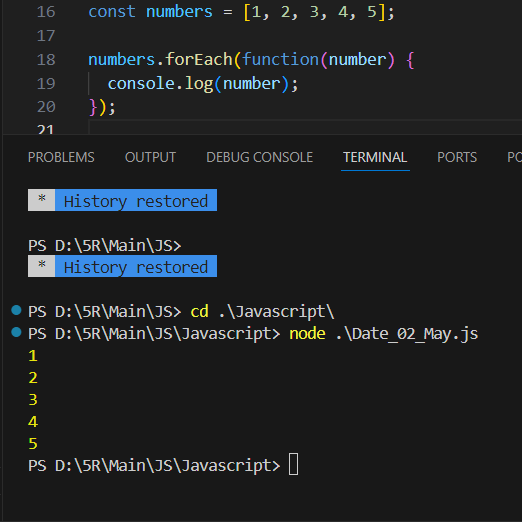 16 const numbers = [1, 2, 3, 4, 5];
17
18 numbers.forEach(function(number) {
19   console.log(number);
20 });
21
PROBLEMS OUTPUT DEBUG CONSOLE TERMINAL PORTS PO
* History restored
PS D:\5R\Main\JS>
* History restored
PS D:\5R\Main\JS> cd .\Javascript\
PS D:\5R\Main\JS\Javascript> node .\Date_02_May.js
1
2
3
4
5
PS D:\5R\Main\JS\Javascript>